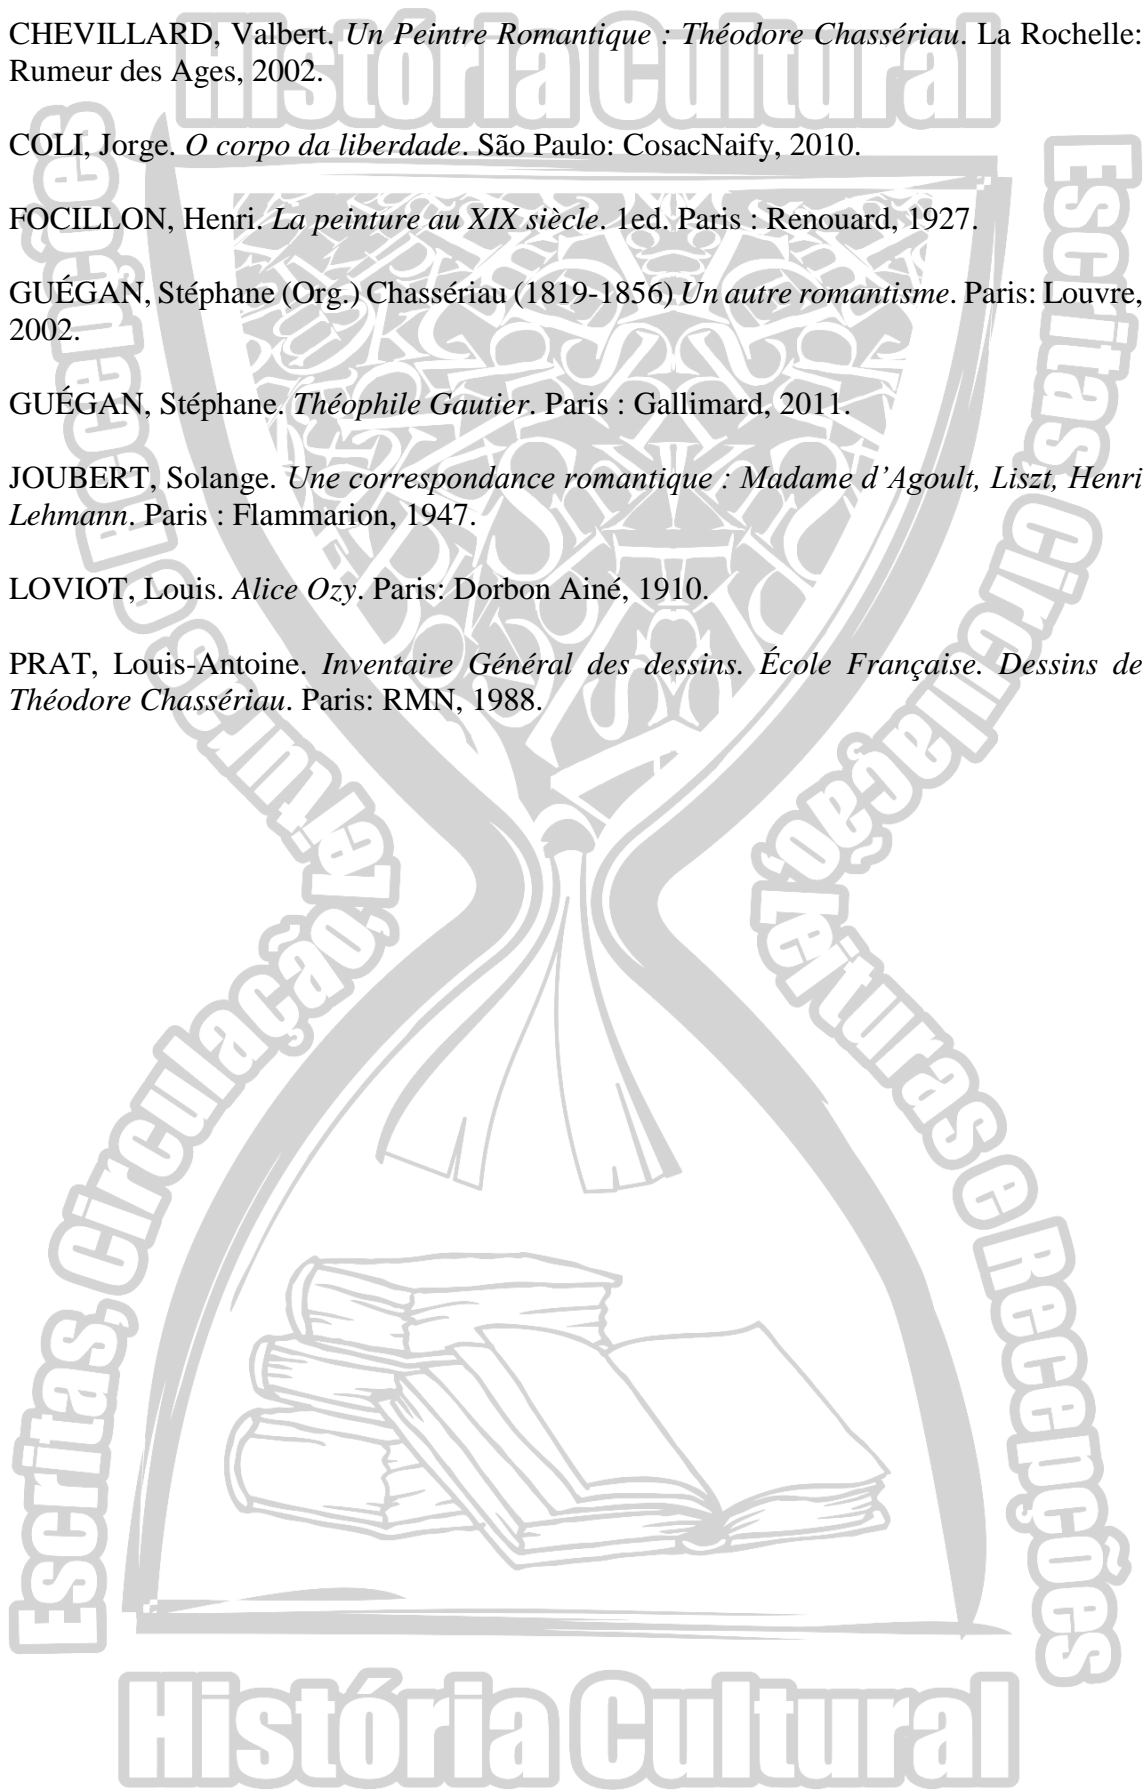 História Cultural
CHEVILLARD, Valbert. Un Peintre Romantique : Théodore Chassériau. La Rochelle:
Rumeur des Ages, 2002.
COLI, Jorge. O corpo da liberdade. São Paulo: CosacNaify, 2010.
FOCILLON, Henri. La peinture au XIX siècle. 1ed. Paris : Renouard, 1927.
GUÉGAN, Stéphane (Org.) Chassériau (1819-1856) Un autre romantisme. Paris: Louvre,
2002.
GUÉGAN, Stéphane. Théophile Gautier. Paris : Gallimard, 2011.
JOUBERT, Solange. Une correspondance romantique : Madame d’Agoult, Liszt, Henri
Lehmann. Paris : Flammarion, 1947.
LOVIOT, Louis. Alice Ozy. Paris: Dorbon Ainé, 1910.
PRAT, Louis-Antoine. Inventaire Général des dessins. École Française. Dessins de
Théodore Chassériau. Paris: RMN, 1988.
Escritas, Circulação, Leituras e Recepções
Escritas, Circulação, Leituras e Recepções
História Cultural